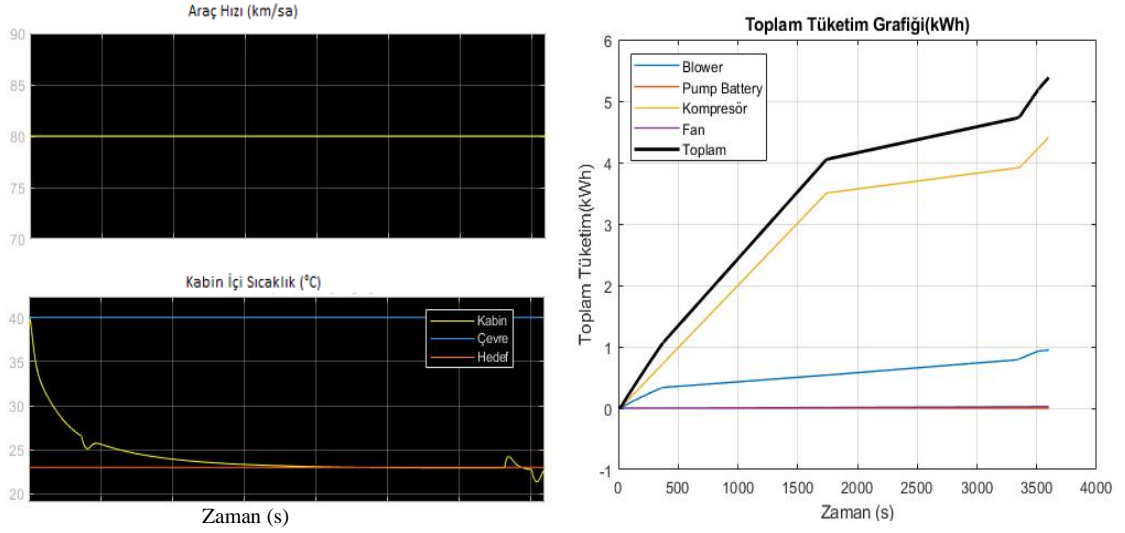 Araç Hızı (km/sa)
90
85
80
75
70
Kabin İçi Sıcaklık (⁰C)
40
35
30
25
20
Kabin
Çevre
Hedef
Zaman (s)
Toplam Tüketim Grafiği(kWh)
Toplam Tüketim(kWh)
6
5
4
3
2
1
0
-1
Blower
Pump Battery
Kompresör
Fan
Toplam
0 500 1000 1500 2000 2500 3000 3500 4000
Zaman (s)